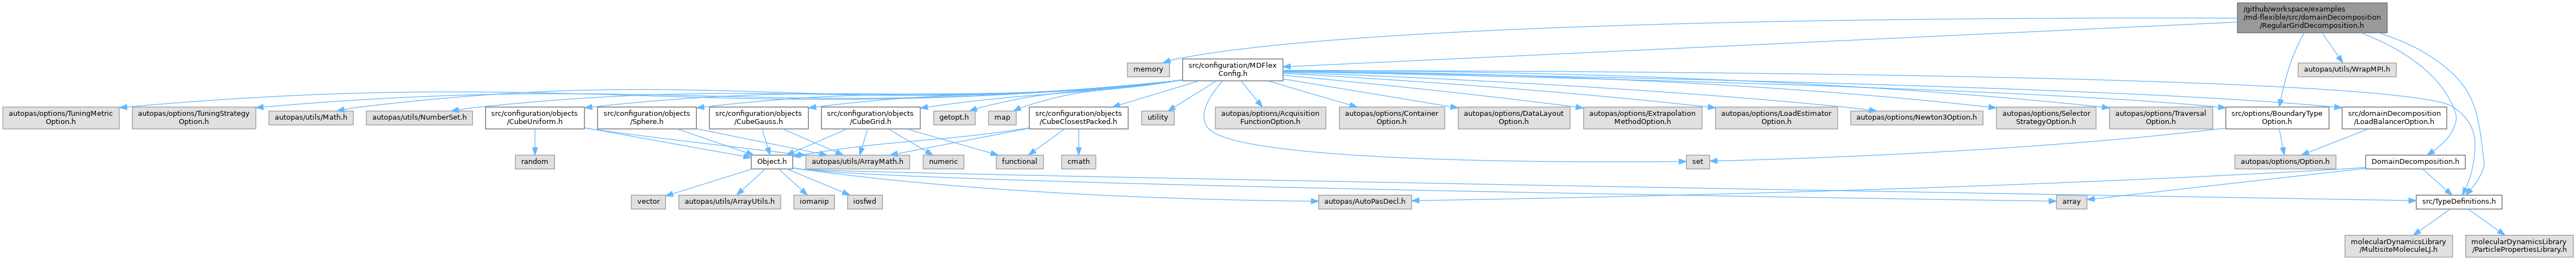 /github/workspace/examples
/md-flexible/src/domainDecomposition
/RegularGridDecomposition.h
memory
src/configuration/MDFlex
Config.h
autopas/utils/WrapMPI.h
autopas/options/TuningMetric
Option.h
autopas/options/TuningStrategy
Option.h
autopas/utils/Math.h
autopas/utils/NumberSet.h
src/configuration/objects
/CubeUniform.h
src/configuration/objects
/Sphere.h
src/configuration/objects
/CubeGauss.h
src/configuration/objects
/CubeGrid.h
getopt.h
map
src/configuration/objects
/CubeClosestPacked.h
utility
autopas/options/Acquisition
FunctionOption.h
autopas/options/Container
Option.h
autopas/options/DataLayout
Option.h
autopas/options/Extrapolation
MethodOption.h
autopas/options/LoadEstimator
Option.h
autopas/options/Newton3Option.h
autopas/options/Selector
StrategyOption.h
autopas/options/Traversal
Option.h
src/options/BoundaryType
Option.h
src/domainDecomposition
/LoadBalancerOption.h
random
Object.h
autopas/utils/ArrayMath.h
numeric
functional
cmath
set
autopas/options/Option.h
DomainDecomposition.h
vector
autopas/utils/ArrayUtils.h
iomanip
iosfwd
autopas/AutoPasDecl.h
array
src/TypeDefinitions.h
molecularDynamicsLibrary
/MultisiteMoleculeLJ.h
molecularDynamicsLibrary
/ParticlePropertiesLibrary.h